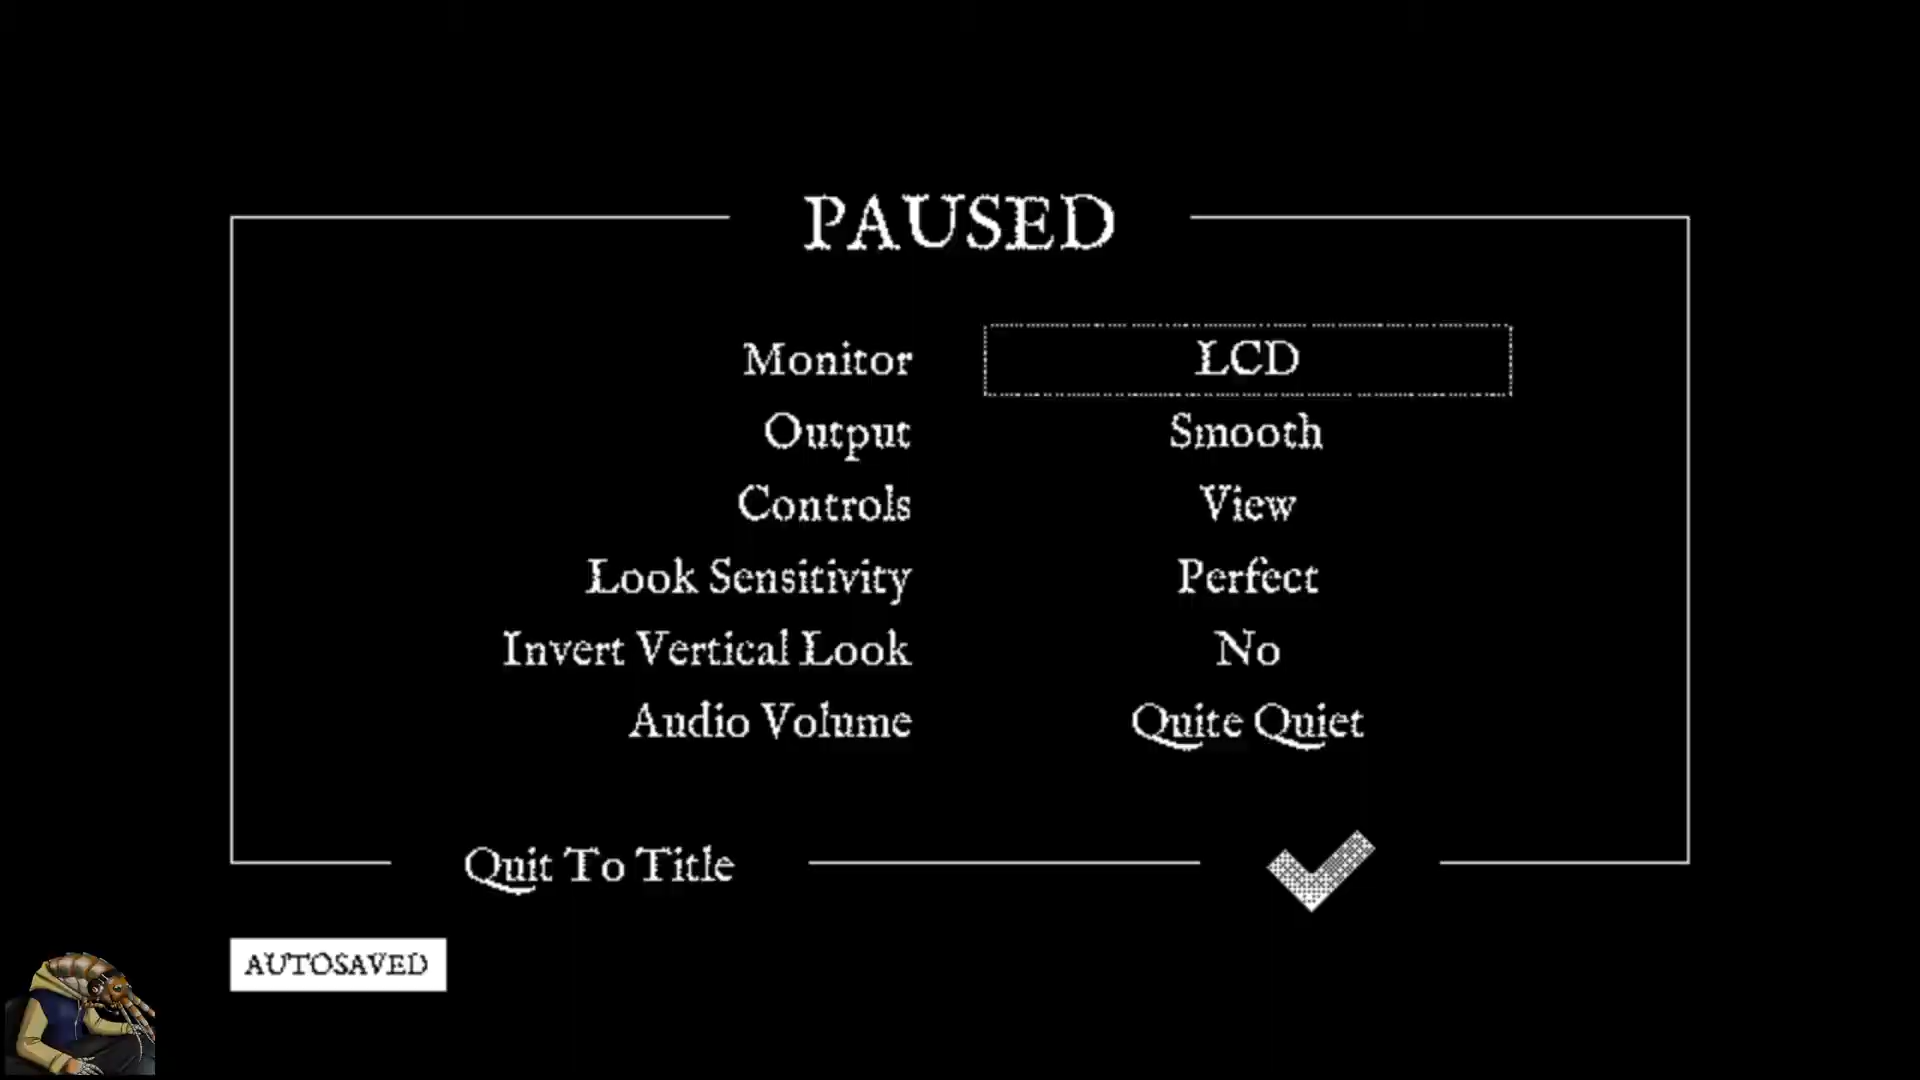 PAUSED
Monitor LCD
Output Smooth
Controls View
Look Sensitivity Perfect
Invert Vertical Look No
Audio Volume Quite Quiet
Quit To Title
AUTOSAVED